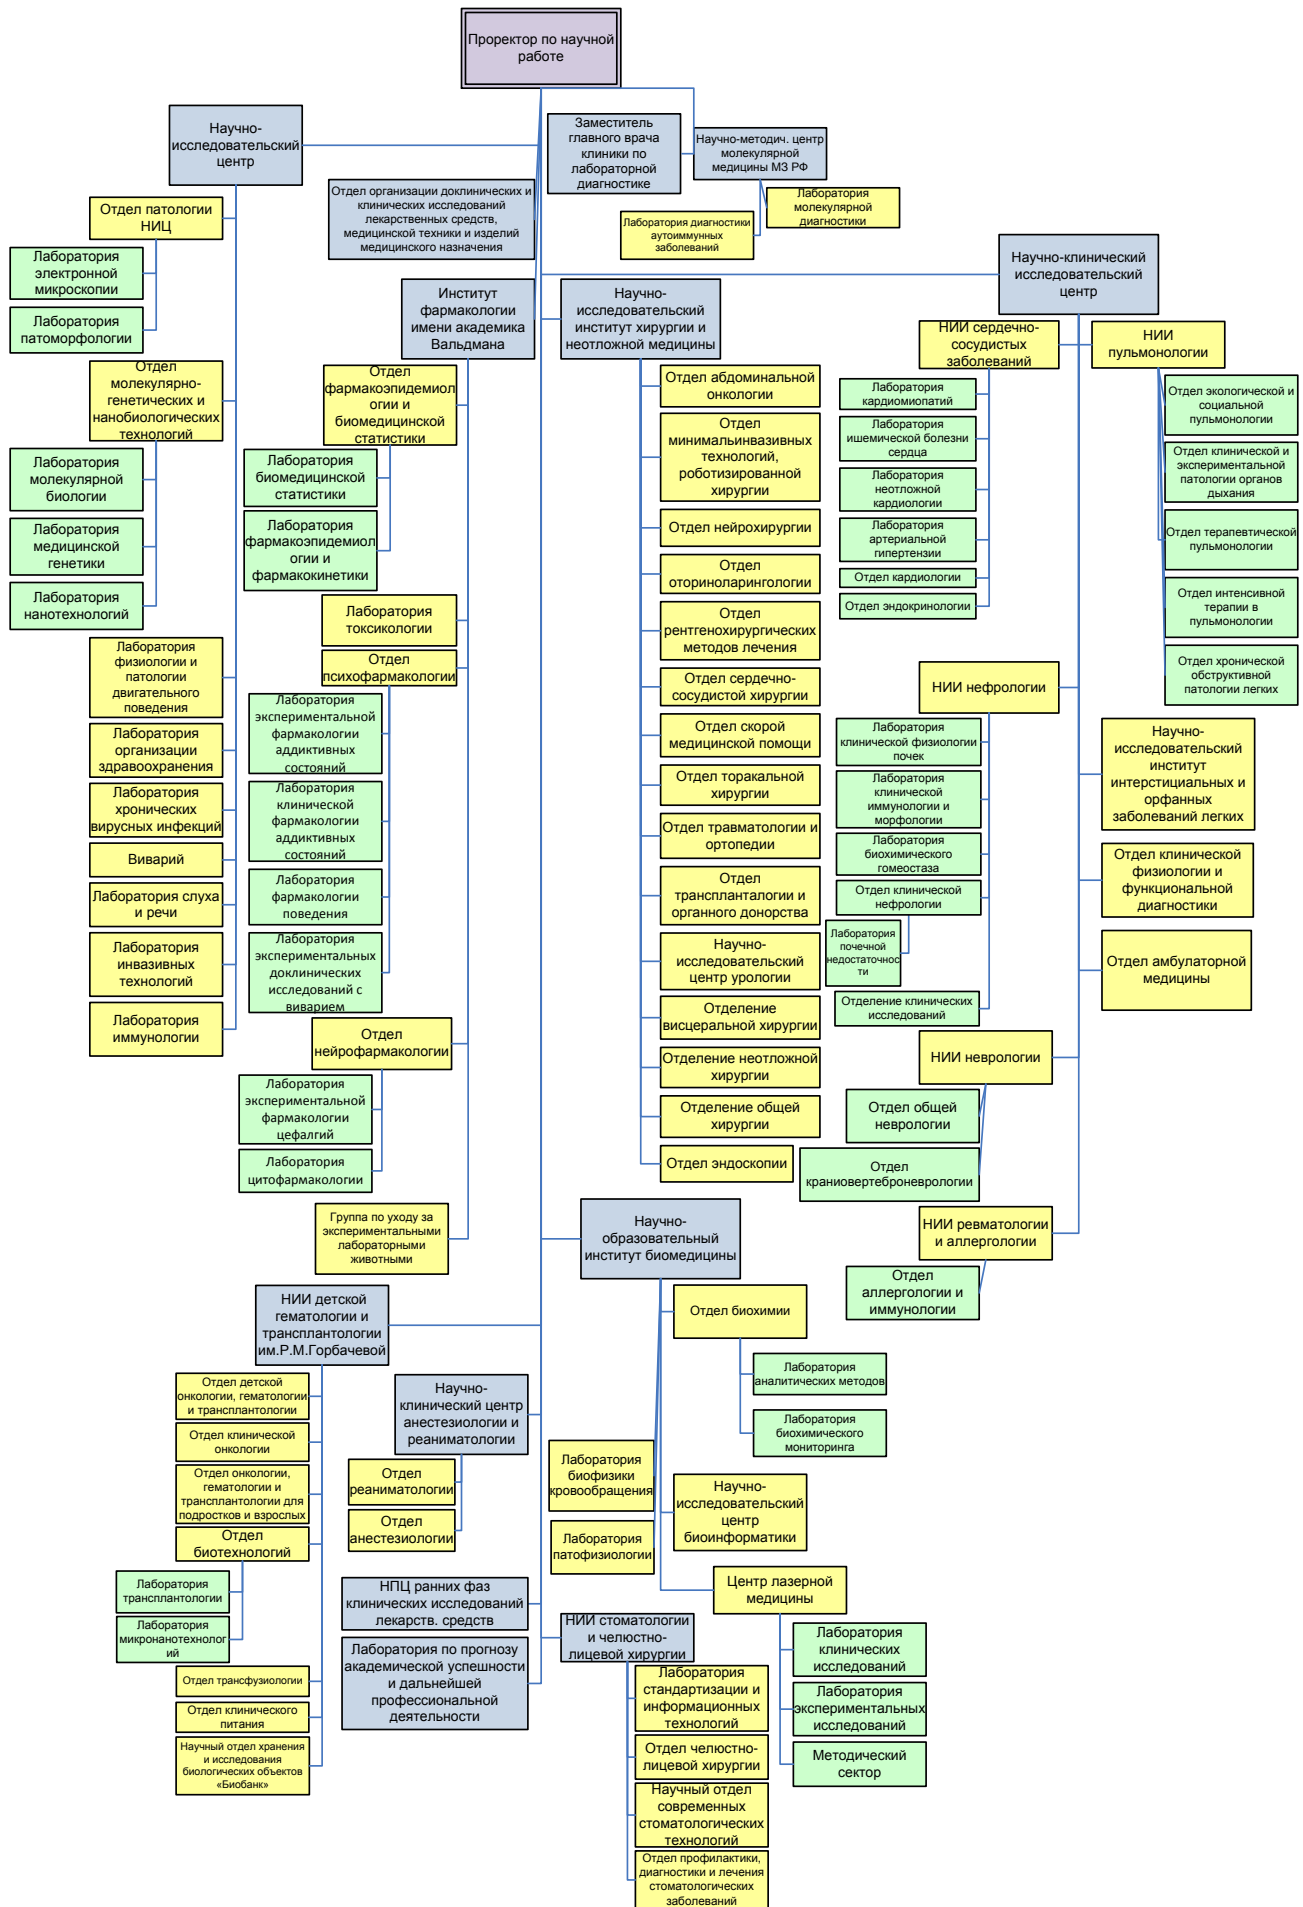 Проректор по научной
работе
Научно-
исследовательский
центр
Заместитель
главного врача
клиники по
лабораторной
диагностике
Научно-методич. центр
молекулярной
медицины МЗ РФ
Отдел организации доклинических и
клинических исследований
лекарственных средств,
медицинской техники и изделий
медицинского назначения
Лаборатория
молекулярной
диагностики
Лаборатория диагностики
аутоиммунных
заболеваний
Отдел патологии
НИЦ
Лаборатория
электронной
микроскопии
Лаборатория
патоморфологии
Отдел
молекулярно-
генетических и
нанобиологических
технологий
Лаборатория
молекулярной
биологии
Лаборатория
медицинской
генетики
Лаборатория
нанотехнологий
Лаборатория
физиологии и
патологии
двигательного
поведения
Лаборатория
организации
здравоохранения
Лаборатория
хронических
вирусных инфекций
Виварий
Лаборатория слуха
и речи
Лаборатория
инвазивных
технологий
Лаборатория
иммунологии
Институт
фармакологии
имени академика
Вальдмана
Отдел
фармакоэпидемиол
огии и
биомедицинской
статистики
Лаборатория
биомедицинской
статистики
Лаборатория
фармакоэпидемиол
огии и
фармакокинетики
Лаборатория
токсикологии
Отдел
психофармакологии
Лаборатория
экспериментальной
фармакологии
аддиктивных
состояний
Лаборатория
клинической
фармакологии
аддиктивных
состояний
Лаборатория
фармакологии
поведения
Лаборатория
экспериментальных
доклинических
исследований с
виварием
Отдел
нейрофармакологии
Лаборатория
экспериментальной
фармакологии
цефалгий
Лаборатория
цитофармакологии
Группа по уходу за
экспериментальными
лабораторными
животными
Научно-
исследовательский
институт хирургии и
неотложной медицины
Отдел абдоминальной
онкологии
Отдел
минимальинвазивных
технологий,
роботизированной
хирургии
Отдел нейрохирургии
Отдел
оториноларингологии
Отдел
рентгенохирургических
методов лечения
Отдел сердечно-
сосудистой хирургии
Отдел скорой
медицинской помощи
Отдел торакальной
хирургии
Отдел травматологии и
ортопедии
Отдел
транспланталогии и
органного донорства
Научно-
исследовательский
центр урологии
Отделение
висцеральной хирургии
Отделение неотложной
хирургии
Отделение общей
хирургии
Отдел эндоскопии
Научно-клинический
исследовательский
центр
НИИ сердечно-
сосудистых
заболеваний
Лаборатория
кардиомиопатий
Лаборатория
ишемической болезни
сердца
Лаборатория
неотложной
кардиологии
Лаборатория
артериальной
гипертензии
Отдел кардиологии
Отдел эндокринологии
НИИ
пульмонологии
Отдел экологической и
социальной
пульмонологии
Отдел клинической и
экспериментальной
патологии органов
дыхания
Отдел терапевтической
пульмонологии
Отдел интенсивной
терапии в
пульмонологии
Отдел хронической
обструктивной
патологии легких
НИИ нефрологии
Лаборатория
клинической физиологии
почек
Лаборатория
клинической
иммунологии и
морфологии
Лаборатория
биохимического
гомеостаза
Отдел клинической
нефрологии
Лаборатория
почечной
недостаточнос
ти
Отделение клинических
исследований
Научно-
исследовательский
институт
интерстициальных и
орфанных
заболеваний легких
Отдел клинической
физиологии и
функциональной
диагностики
Отдел амбулаторной
медицины
НИИ неврологии
Отдел общей
неврологии
Отдел
краниовертеброневрологии
НИИ ревматологии
и аллергологии
Отдел
аллергологии и
иммунологии
Научно-
образовательный
институт биомедицины
Отдел биохимии
Лаборатория
аналитических методов
Лаборатория
биохимического
мониторинга
Лаборатория
биофизики
кровообращения
Научно-
исследовательский
центр
биоинформатики
Лаборатория
патофизиологии
Центр лазерной
медицины
Лаборатория
клинических
исследований
Лаборатория
экспериментальных
исследований
Методический
сектор
НИИ детской
гематологии и
трансплантологии
им.Р.М.Горбачевой
Отдел детской
онкологии, гематологии
и трансплантологии
Отдел клинической
онкологии
Отдел онкологии,
гематологии и
трансплантологии для
подростков и взрослых
Отдел
биотехнологий
Лаборатория
трансплантологии
Лаборатория
микронанотехнолог
ий
Отдел трансфузиологии
Отдел клинического
питания
Научный отдел хранения
и исследования
биологических объектов
«Биобанк»
Научно-
клинический центр
анестезиологии и
реаниматологии
Отдел
реаниматологии
Отдел
анестезиологии
НПЦ ранних фаз
клинических исследований
лекарств. средств
Лаборатория по прогнозу
академической успешности
и дальнейшей
профессиональной
деятельности
НИИ стоматологии
и челюстно-
лицевой хирургии
Лаборатория
стандартизации и
информационных
технологий
Отдел челюстно-
лицевой хирургии
Научный отдел
современных
стоматологических
технологий
Отдел профилактики,
диагностики и лечения
стоматологических
заболеваний